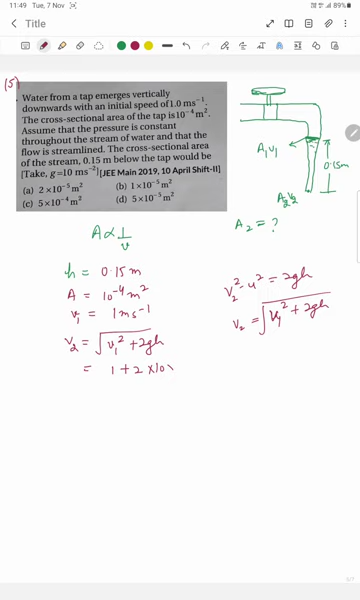 11:49 Tue, 7 Nov
89%
Title
(5)
Water from a tap emerges vertically
downwards with an initial speed of 1.0 ms⁻¹.
The cross-sectional area of the tap is 10⁻⁴ m².
Assume that the pressure is constant
throughout the stream of water and that the
flow is streamlined. The cross-sectional area
of the stream, 0.15 m below the tap would be
[Take, g = 10 ms⁻²] [JEE Main 2019, 10 April Shift-II]
(a) 2 × 10⁻⁵ m² (b) 1 × 10⁻⁵ m²
(c) 5 × 10⁻⁴ m² (d) 5 × 10⁻⁵ m²
A₁V₁
0.15m
A₂V₂
A₂ = ?
A ∝ 1/V
h = 0.15 m
A = 10⁻⁴ m²
V₁ = 1 ms⁻¹
V₂ = √(V₁² + 2gh)
= 1 + 2 × 10
V₂² - u² = 2gh
V₂ = √(V₁² + 2gh)